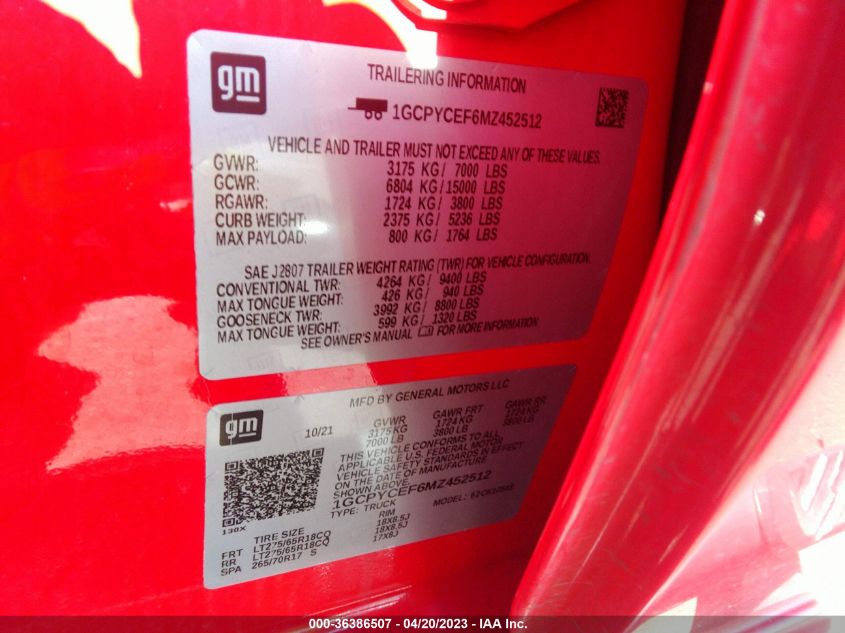 gm
TRAILERING INFORMATION
1GCPYCEF6MZ452512
VEHICLE AND TRAILER MUST NOT EXCEED ANY OF THESE VALUES.
GVWR: 3175 KG / 7000 LBS
GCWR: 6804 KG / 15000 LBS
RGAWR: 1724 KG / 3800 LBS
CURB WEIGHT: 2375 KG / 5236 LBS
MAX PAYLOAD: 800 KG / 1764 LBS
SAE J2807 TRAILER WEIGHT RATING (TWR) FOR VEHICLE CONFIGURATION.
CONVENTIONAL TWR: 4264 KG / 9400 LBS
MAX TONGUE WEIGHT: 426 KG / 940 LBS
GOOSENECK TWR: 3992 KG / 8800 LBS
MAX TONGUE WEIGHT: 599 KG / 1320 LBS
SEE OWNER'S MANUAL FOR MORE INFORMATION
MFD BY GENERAL MOTORS LLC
gm
10/21
GVWR GAWR FRT GAWR RR
3175 KG 1724 KG 1724 KG
7000 LB 3800 LB 3800 LB
THIS VEHICLE CONFORMS TO ALL
APPLICABLE U.S. FEDERAL MOTOR
VEHICLE SAFETY STANDARDS IN EFFECT
ON THE DATE OF MANUFACTURE
SHOWN ABOVE.
1GCPYCEF6MZ452512
TYPE: TRUCK MODEL:
130X
TIRE SIZE RIM
FRT LT275/65R18CQ 18X8.5J
RR LT275/65R18CQ 18X8.5J
SPA 265/70R17 S 17X8J
000-36386507 - 04/20/2023 - IAA Inc.